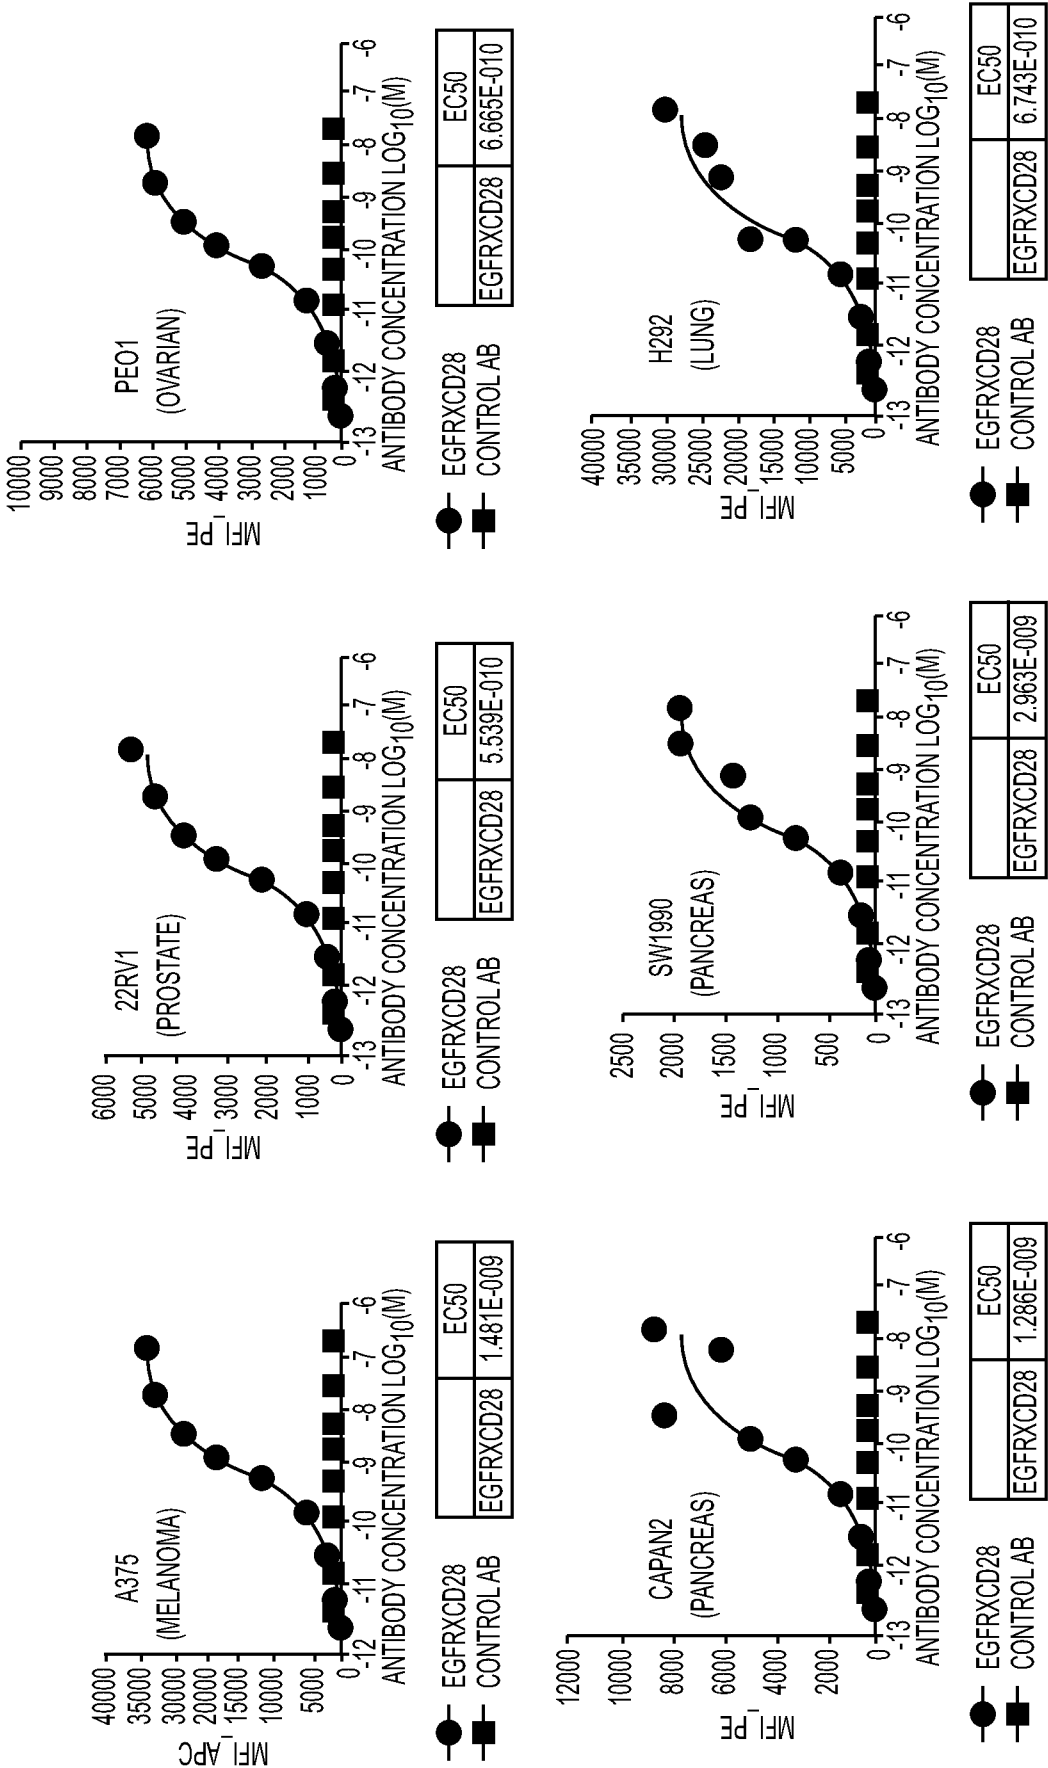 A375
(MELANOMA)
MFI_APC
40000
35000
30000
25000
20000
15000
10000
5000
0
-12
-11
-10
-9
-8
-7
-6
ANTIBODY CONCENTRATION LOG10(M)
EGFRXCD28
CONTROL AB
EC50
EGFRXCD28 1.481E-009
22RV1
(PROSTATE)
MFI_PE
6000
5000
4000
3000
2000
1000
0
-13
-12
-11
-10
-9
-8
-7
-6
ANTIBODY CONCENTRATION LOG10(M)
EGFRXCD28
CONTROL AB
EC50
EGFRXCD28 5.539E-010
PEO1
(OVARIAN)
MFI_PE
10000
9000
8000
7000
6000
5000
4000
3000
2000
1000
0
-13
-12
-11
-10
-9
-8
-7
-6
ANTIBODY CONCENTRATION LOG10(M)
EGFRXCD28
CONTROL AB
EC50
EGFRXCD28 6.665E-010
CAPAN2
(PANCREAS)
MFI_PE
12000
10000
8000
6000
4000
2000
0
-13
-12
-11
-10
-9
-8
-7
-6
ANTIBODY CONCENTRATION LOG10(M)
EGFRXCD28
CONTROL AB
EC50
EGFRXCD28 1.286E-009
SW1990
(PANCREAS)
MFI_PE
2500
2000
1500
1000
500
0
-13
-12
-11
-10
-9
-8
-7
-6
ANTIBODY CONCENTRATION LOG10(M)
EGFRXCD28
CONTROL AB
EC50
EGFRXCD28 2.963E-009
H292
(LUNG)
MFI_PE
40000
35000
30000
25000
20000
15000
10000
5000
0
-13
-12
-11
-10
-9
-8
-7
-6
ANTIBODY CONCENTRATION LOG10(M)
EGFRXCD28
CONTROL AB
EC50
EGFRXCD28 6.743E-010